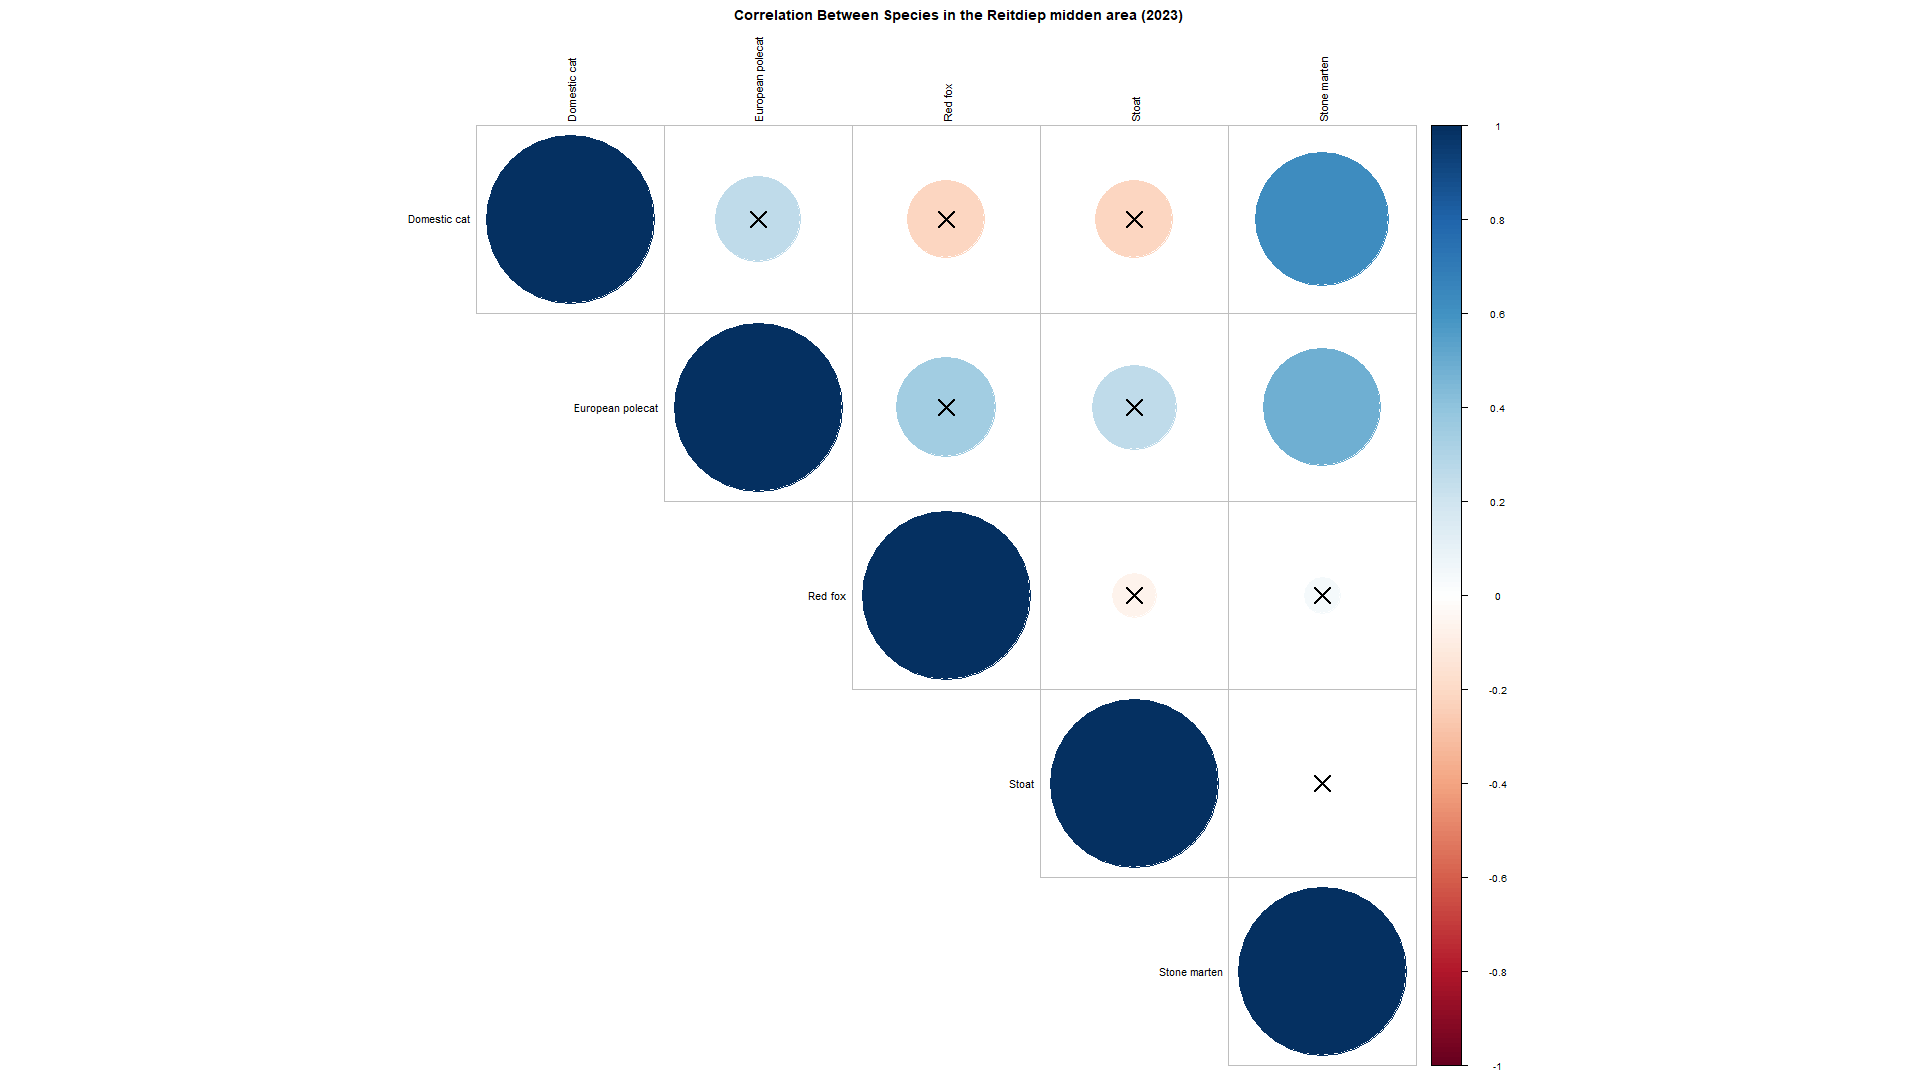 Correlation Between Species in the Reitdiep midden area (2023)
Domestic cat
European polecat
Red fox
Stoat
Stone marten
Domestic cat
European polecat
Red fox
Stoat
Stone marten
1
0.8
0.6
0.4
0.2
0
-0.2
-0.4
-0.6
-0.8
-1